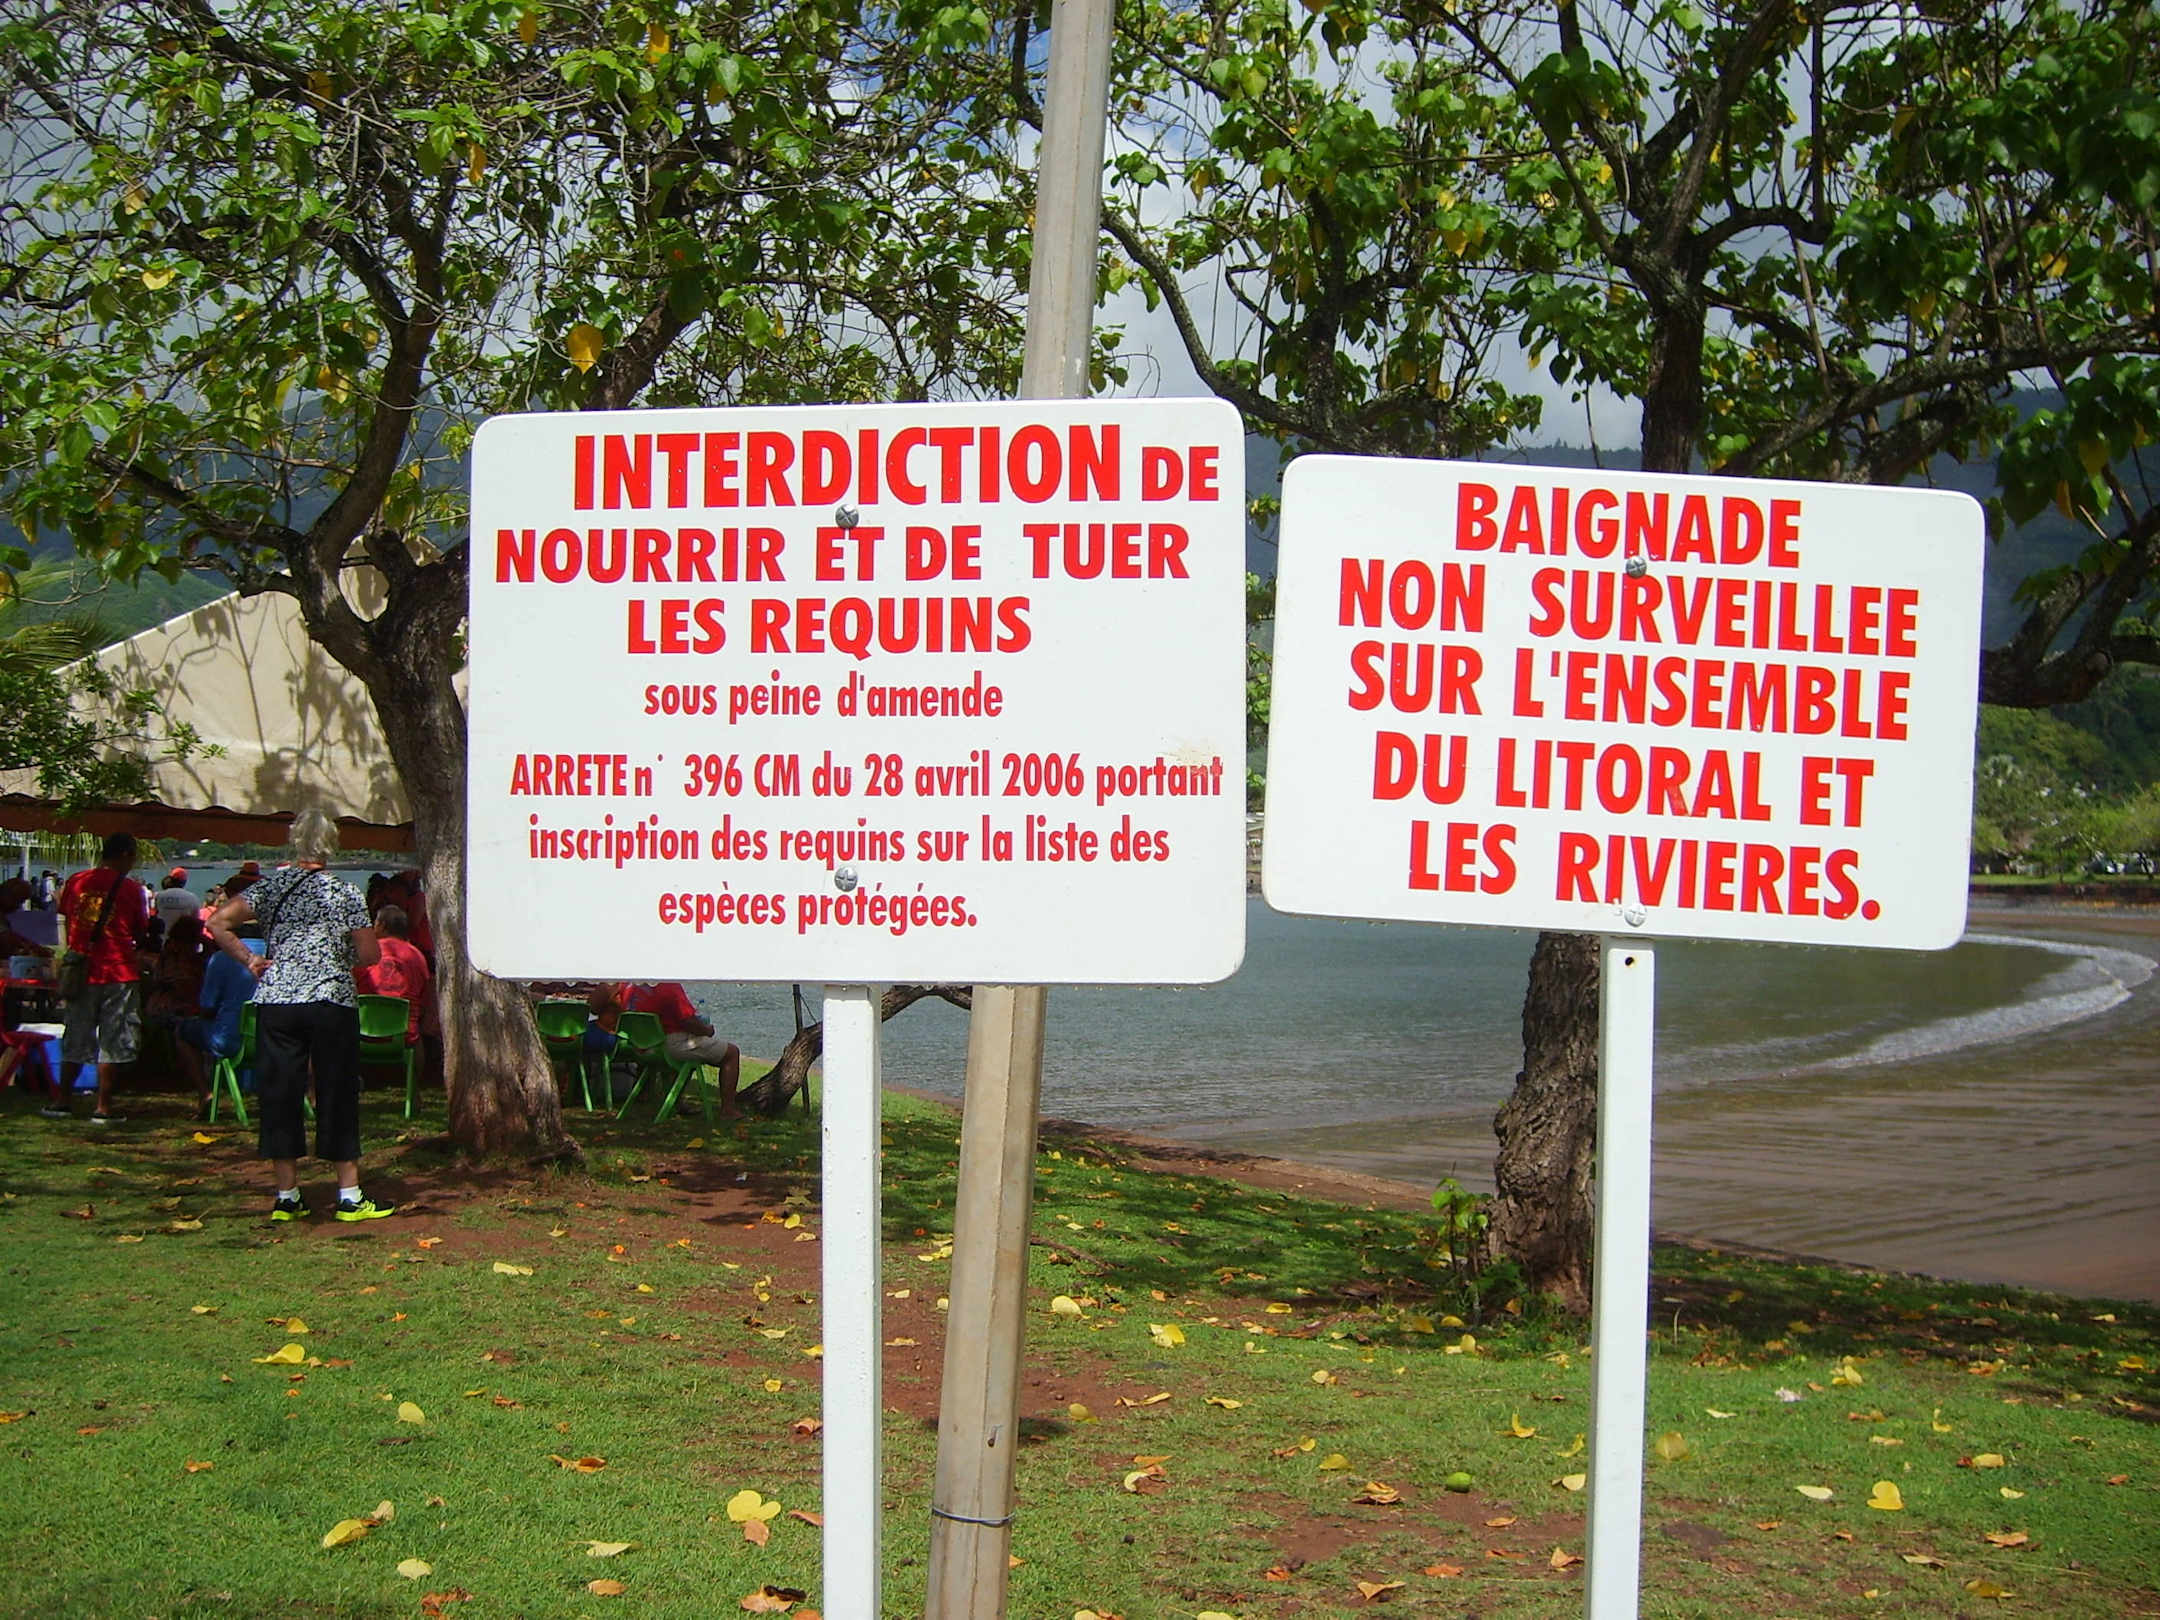 INTERDICTION DE
NOURRIR ET DE TUER
LES REQUINS
sous peine d'amende
ARRETE n° 396 CM du 28 avril 2006 portant
inscription des requins sur la liste des
espèces protégées.
BAIGNADE
NON SURVEILLEE
SUR L'ENSEMBLE
DU LITORAL ET
LES RIVIERES.